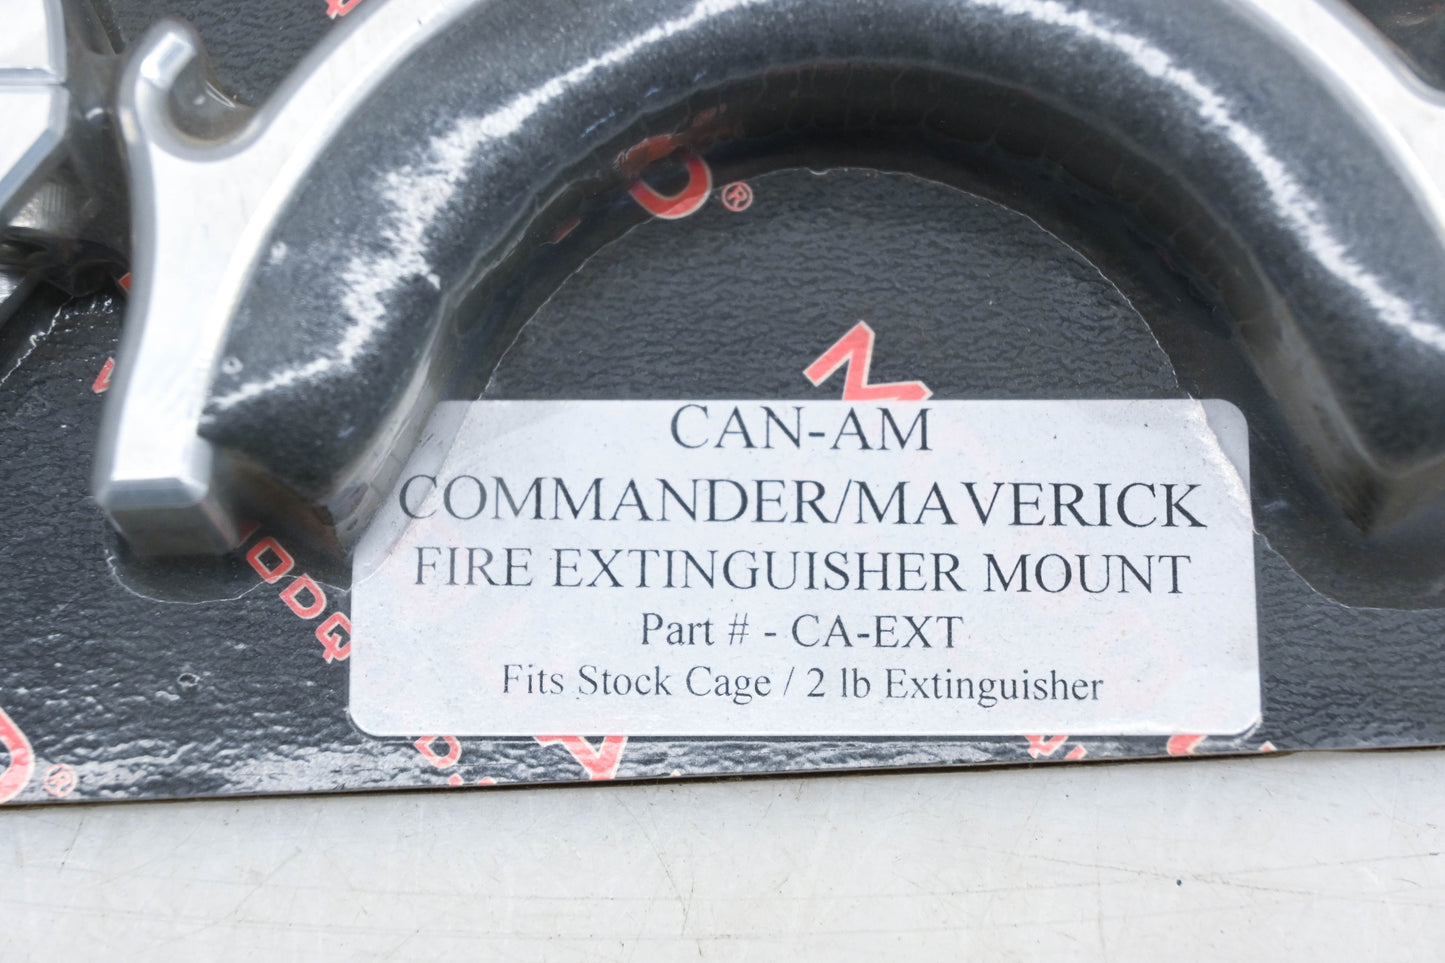 CAN-AM
COMMANDER/MAVERICK
FIRE EXTINGUISHER MOUNT
Part # - CA-EXT
Fits Stock Cage / 2 lb Extinguisher
®
®